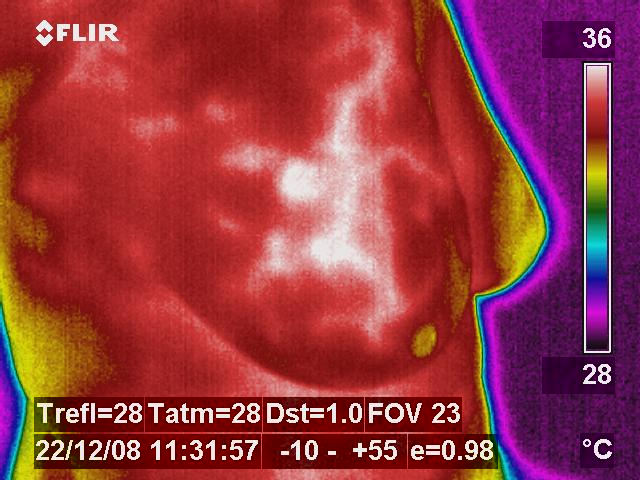 FLIR
36
28
Trefl=28 Tatm=28 Dst=1.0 FOV 23
22/12/08 11:31:57 -10 - +55 e=0.98
°C